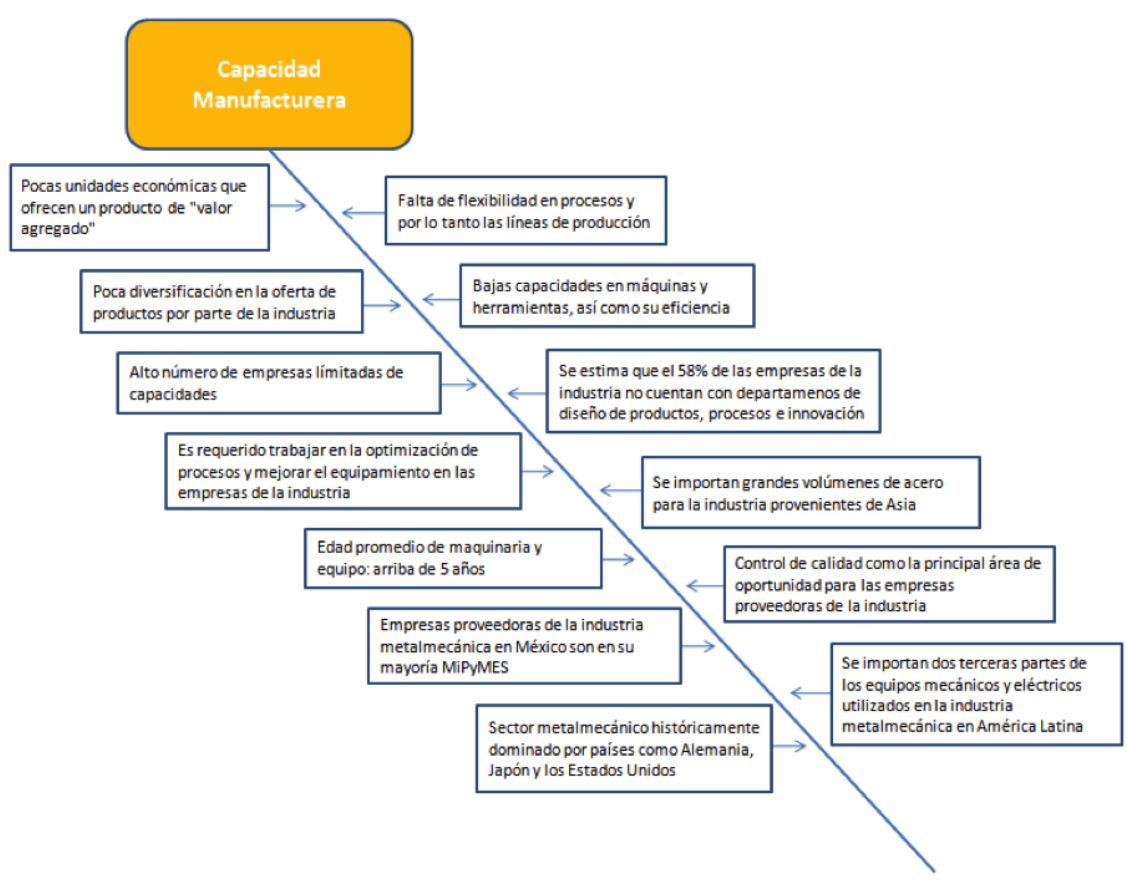 Capacidad
Manufacturera
Pocas unidades económicas que
ofrecen un producto de "valor
agregado"
Falta de flexibilidad en procesos y
por lo tanto las líneas de producción
Poca diversificación en la oferta de
productos por parte de la industria
Bajas capacidades en máquinas y
herramientas, así como su eficiencia
Alto número de empresas límitadas de
capacidades
Se estima que el 58% de las empresas de la
industria no cuentan con departamenos de
diseño de productos, procesos e innovación
Es requerido trabajar en la optimización de
procesos y mejorar el equipamiento en las
empresas de la industria
Se importan grandes volúmenes de acero
para la industria provenientes de Asia
Edad promedio de maquinaria y
equipo: arriba de 5 años
Control de calidad como la principal área de
oportunidad para las empresas
proveedoras de la industria
Empresas proveedoras de la industria
metalmecánica en México son en su
mayoría MiPyMES
Se importan dos terceras partes de
los equipos mecánicos y eléctricos
utilizados en la industria
metalmecánica en América Latina
Sector metalmecánico históricamente
dominado por países como Alemania,
Japón y los Estados Unidos